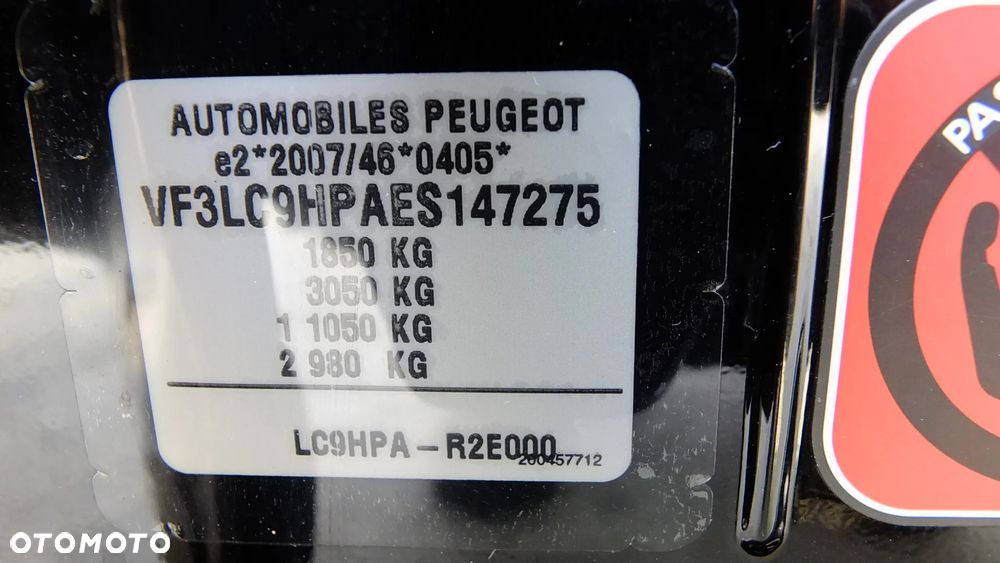 AUTOMOBILES PEUGEOT
e2*2007/46*0405*
VF3LC9HPAES147275
1850 KG
3050 KG
1 1050 KG
2 980 KG
LC9HPA-R2E000
200457712
PA
OTOMOTO